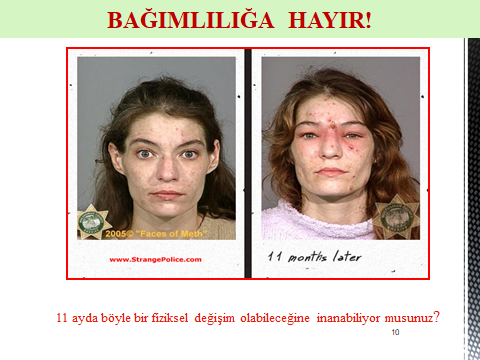 BAĞIMLILIĞA HAYIR!
2005© "Faces of Meth"
www.StrangePolice.com
11 months later
11 ayda böyle bir fiziksel değişim olabileceğine inanabiliyor musunuz?
10